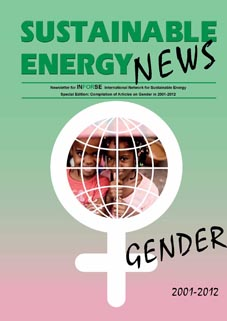 SUSTAINABLE
ENERGY NEWS
Newsletter for INFORSE International Network for Sustainable Energy
Special Edition: Compilation of Articles on Gender in 2001-2012
GENDER
2001-2012